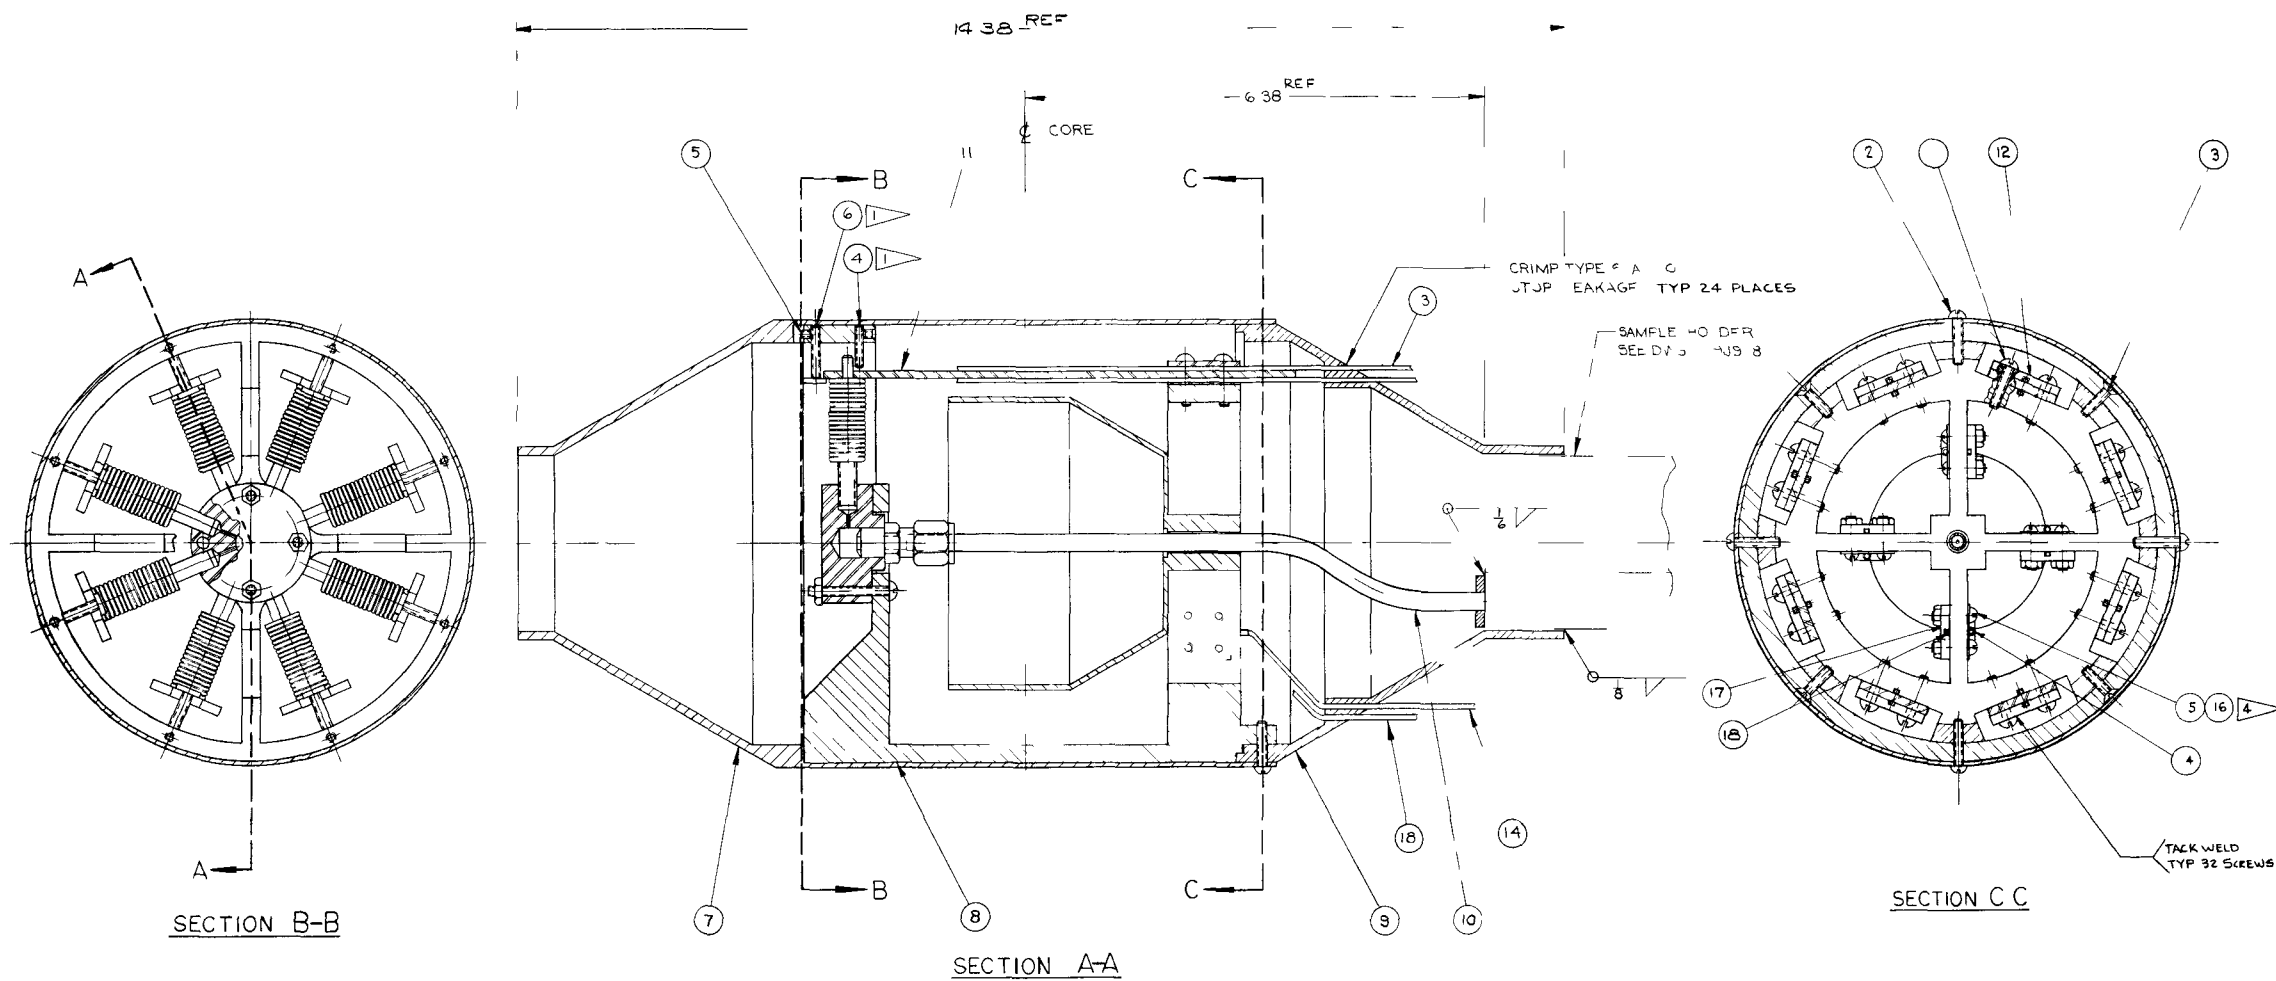 14 38 REF
6 38 REF
℄ CORE
11
5
B
C
6 1
4 1
2
12
3
A
CRIMP TYPE
TYP 24 PLACES
3
SAMPLE
SEE
1/6
1/8
17
18
5 16 4
4
A
B
C
18
14
TACK WELD
TYP 32 SCREWS
7
8
9
10
SECTION B-B
SECTION A-A
SECTION C C